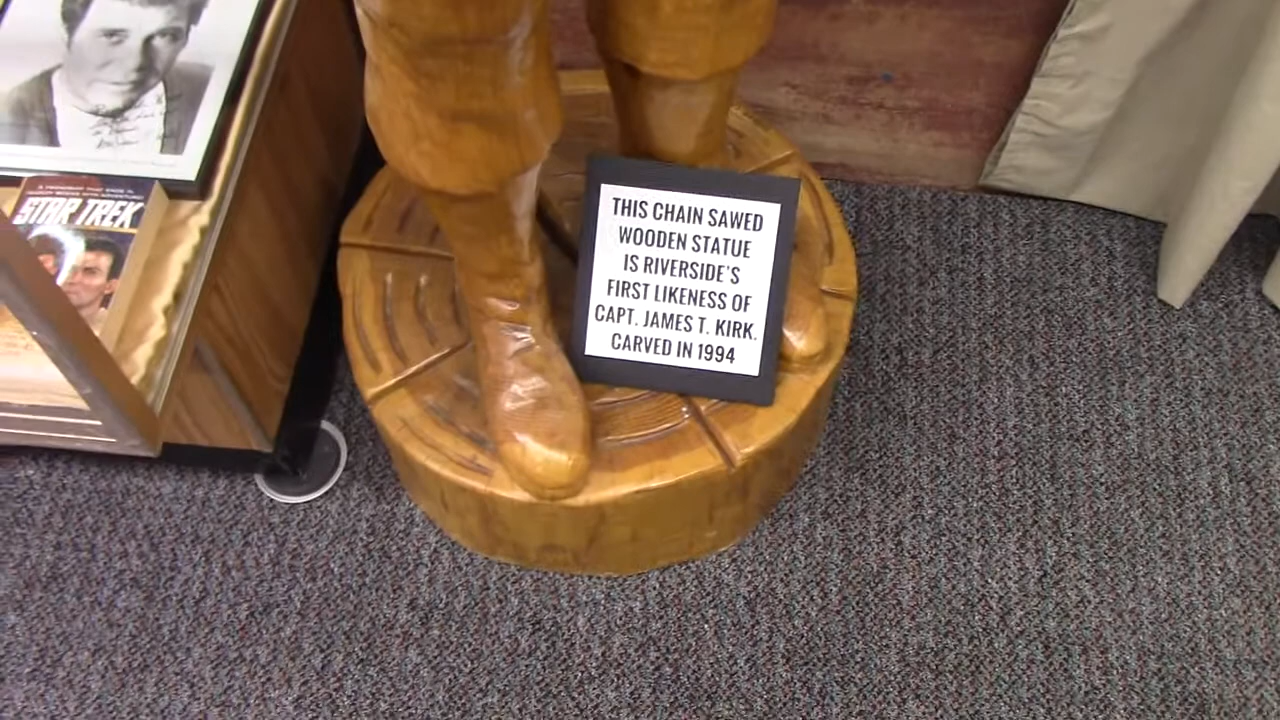 STAR TREK
THIS CHAIN SAWED
WOODEN STATUE
IS RIVERSIDE'S
FIRST LIKENESS OF
CAPT. JAMES T. KIRK.
CARVED IN 1994